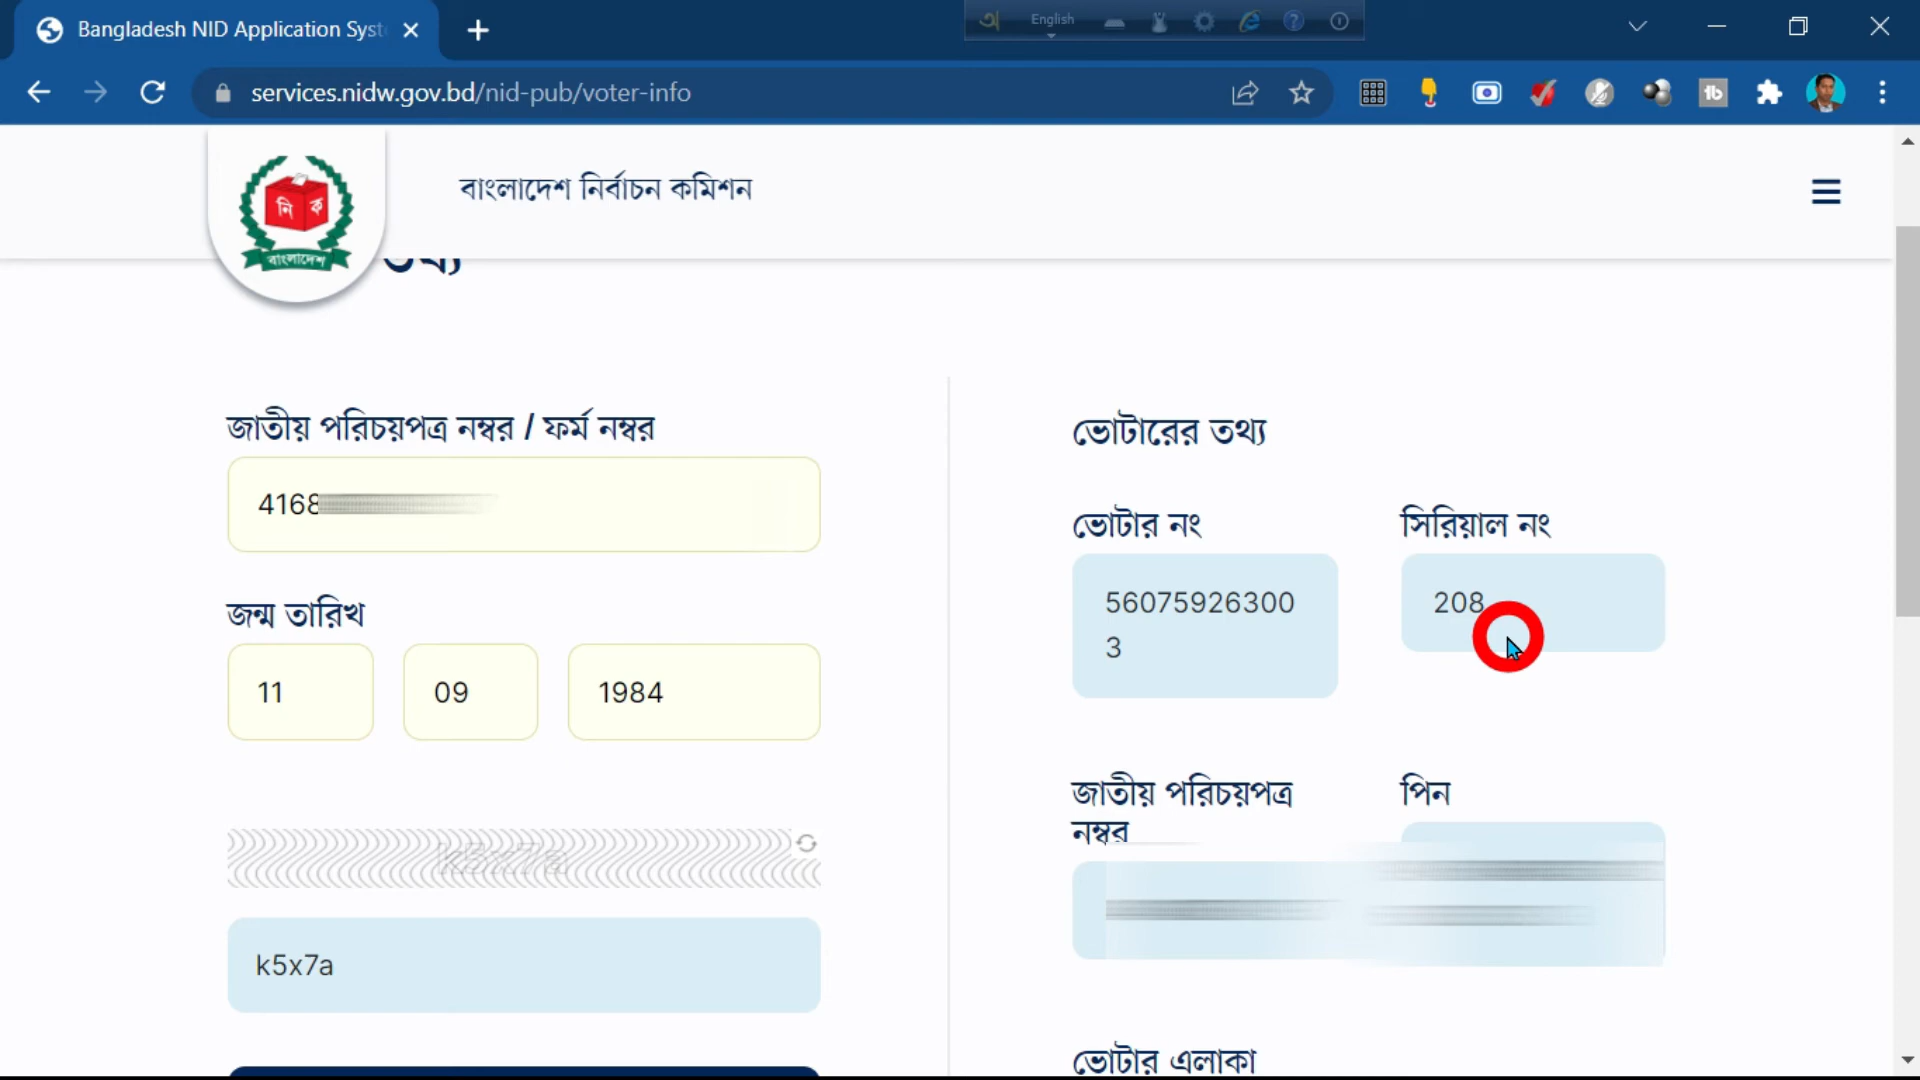 Bangladesh NID Application Syst
English
services.nidw.gov.bd/nid-pub/voter-info
বাংলাদেশ নির্বাচন কমিশন
নি ক
বাংলাদেশ
তথ্য
জাতীয় পরিচয়পত্র নম্বর / ফর্ম নম্বর
4168
জন্ম তারিখ
11 09 1984
k5x7a
k5x7a
ভোটারের তথ্য
ভোটার নং
সিরিয়াল নং
56075926300
3
208
জাতীয় পরিচয়পত্র
নম্বর
পিন
ভোটার এলাকা